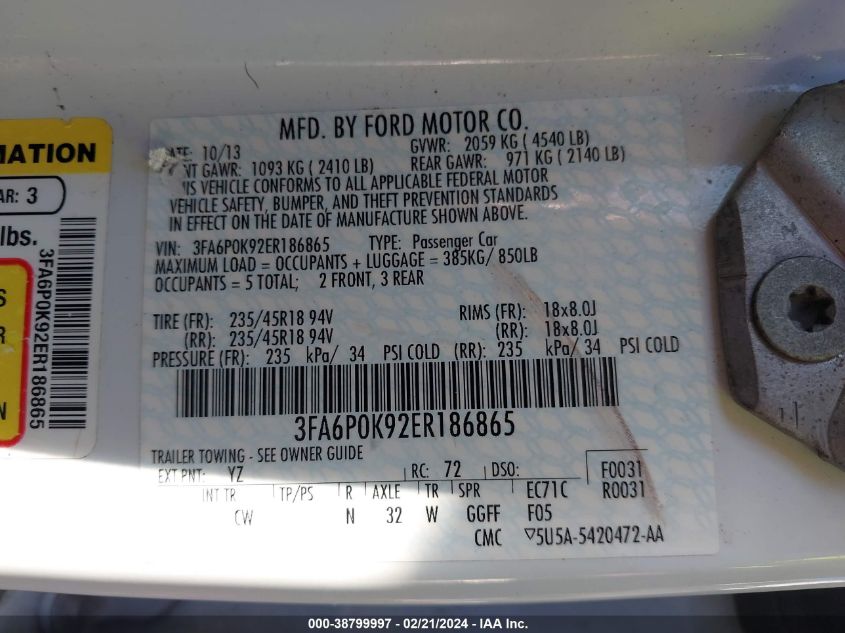 MFD. BY FORD MOTOR CO.
10/13 GVWR: 2059 KG ( 4540 LB)
GAWR: 1093 KG ( 2410 LB) REAR GAWR: 971 KG ( 2140 LB)
VEHICLE CONFORMS TO ALL APPLICABLE FEDERAL MOTOR
VEHICLE SAFETY, BUMPER, AND THEFT PREVENTION STANDARDS
IN EFFECT ON THE DATE OF MANUFACTURE SHOWN ABOVE.
VIN: 3FA6P0K92ER186865 TYPE: Passenger Car
MAXIMUM LOAD = OCCUPANTS + LUGGAGE = 385KG/ 850LB
OCCUPANTS = 5 TOTAL; 2 FRONT, 3 REAR
TIRE (FR): 235/45R18 94V RIMS (FR): 18x8.0J
(RR): 235/45R18 94V (RR): 18x8.0J
PRESSURE (FR): 235 kPa/ 34 PSI COLD (RR): 235 kPa/ 34 PSI COLD
3FA6P0K92ER186865
TRAILER TOWING - SEE OWNER GUIDE
EXT PNT: YZ RC: 72 DSO: F0031
INT TR TP/PS R AXLE TR SPR EC71C R0031
CW N 32 W GGFF F05
CMC ▽5U5A-5420472-AA
MATION
AR: 3
lbs.
3FA6P0K92ER186865
S
R
N
000-38799997 - 02/21/2024 - IAA Inc.